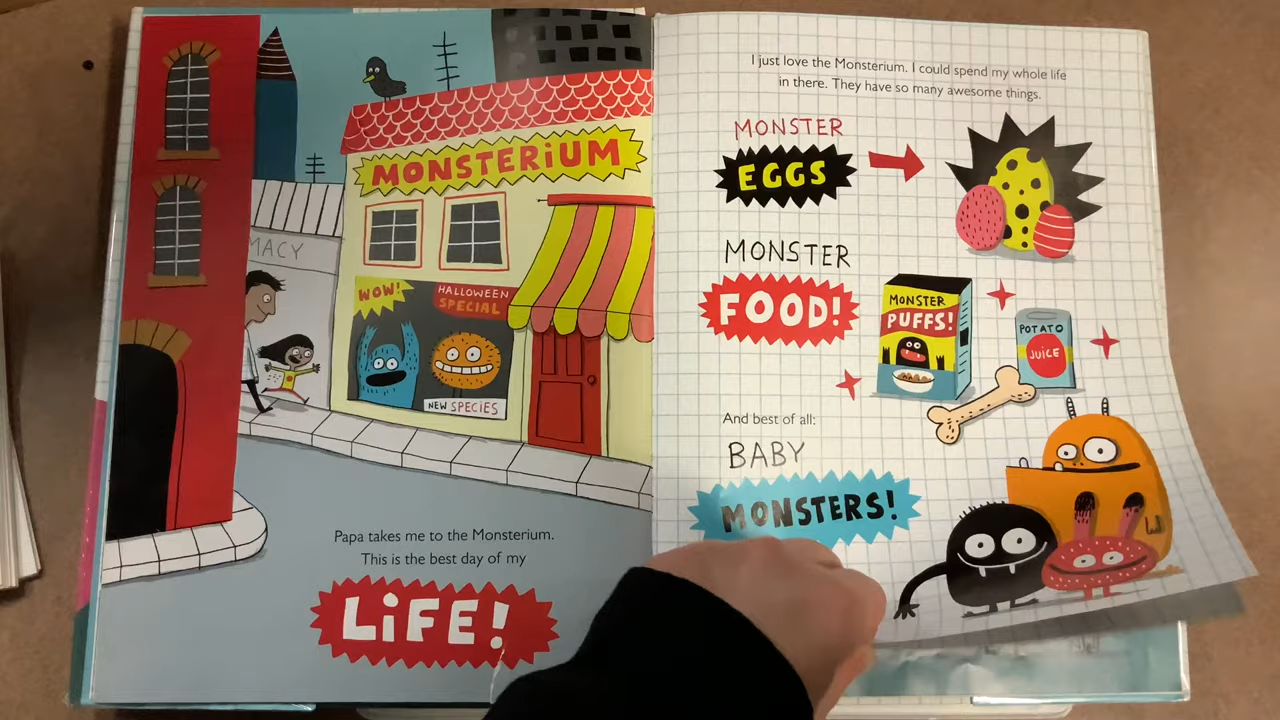 MONSTERiUM
MACY
WOW!
HALLOWEEN
SPECIAL
NEW SPECIES
Papa takes me to the Monsterium.
This is the best day of my
LiFE!
I just love the Monsterium. I could spend my whole life
in there. They have so many awesome things.
MONSTER
EGGS
MONSTER
FOOD!
MONSTER
PUFFS!
POTATO
JUICE
And best of all:
BABY
MONSTERS!